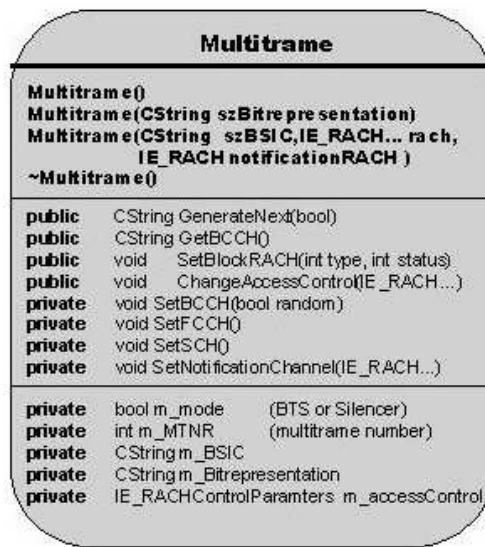 Multitrame
Multitrame()
Multitrame(CString szBitrepresentation)
Multitrame(CString szBSIC,IE_RACH... rach,
IE_RACH notificationRACH )
~Multitrame()
public CString GenerateNext(bool)
public CString GetBCCH()
public void SetBlockRACH(int type, int status)
public void ChangeAccessControl(IE_RACH...)
private void SetBCCH(bool random)
private void SetFCCH()
private void SetSCH()
private void SetNotificationChannel(IE_RACH...)
private bool m_mode (BTS or Silencer)
private int m_MTNR (multitrame number)
private CString m_BSIC
private CString m_Bitrepresentation
private IE_RACHControlParamters m_accessControl